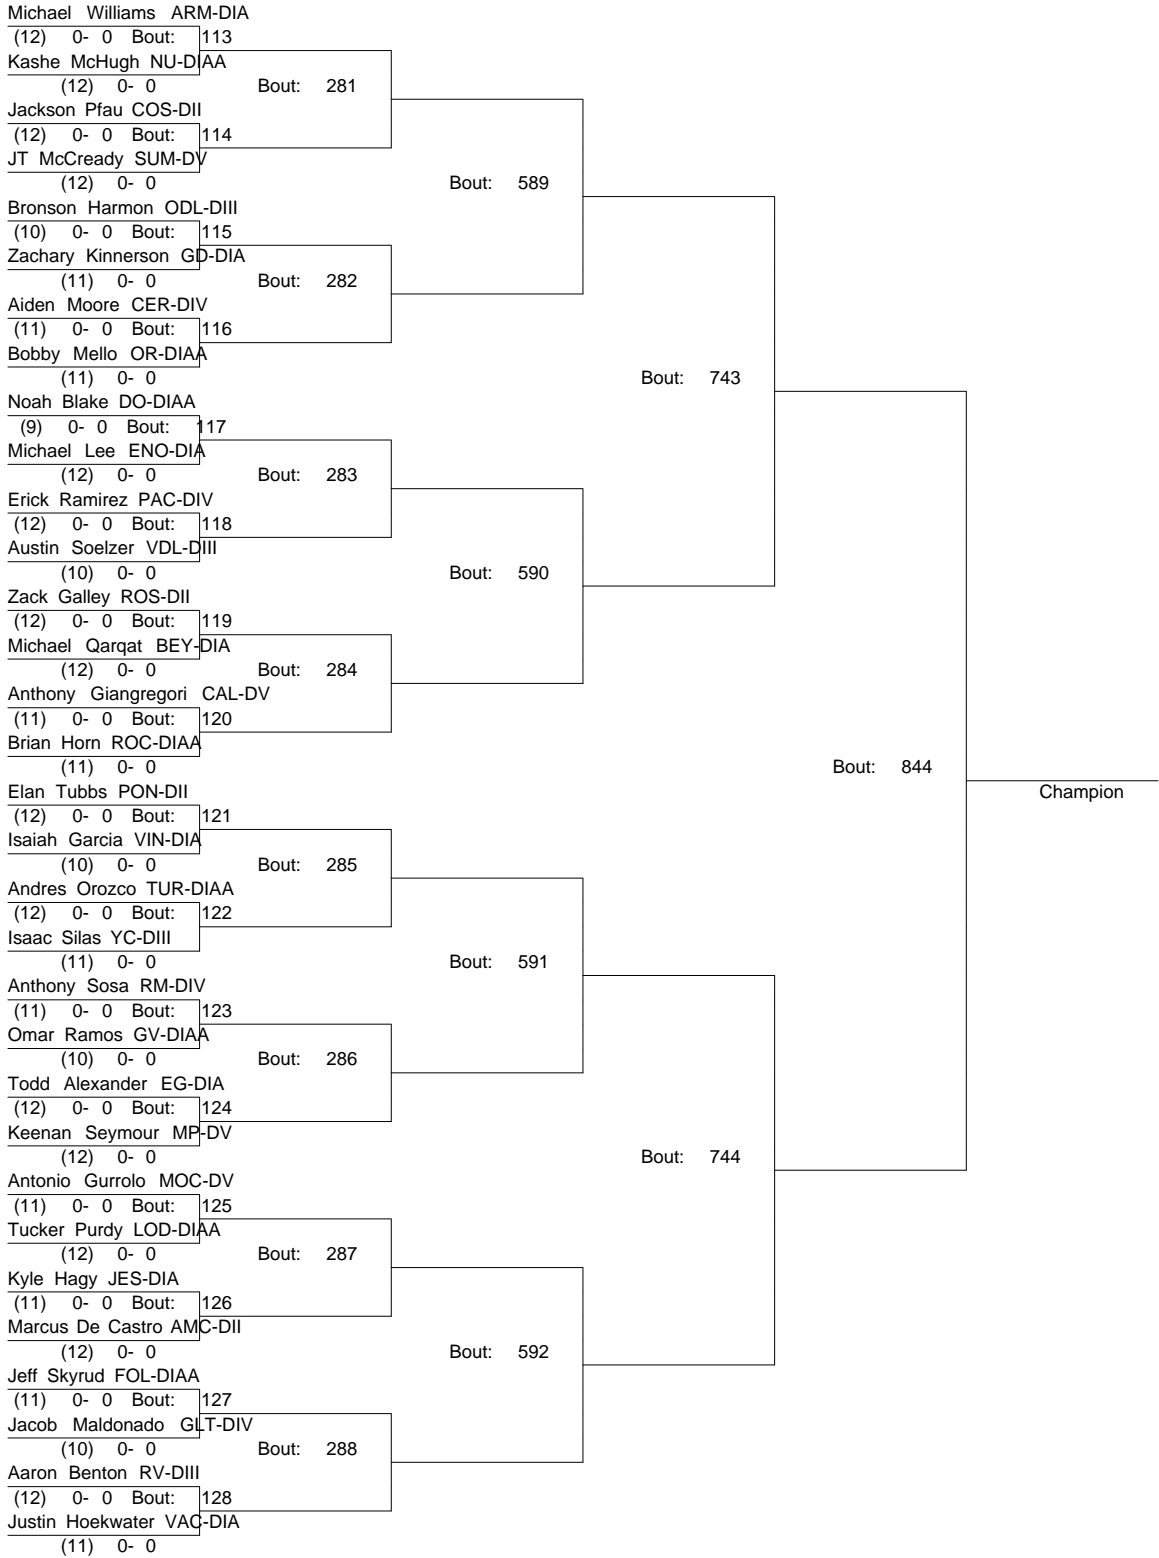 Michael Williams ARM-DIA
(12) 0- 0 Bout: 113
Kashe McHugh NU-DIAA
(12) 0- 0 Bout: 281
Jackson Pfau COS-DII
(12) 0- 0 Bout: 114
JT McCready SUM-DV
(12) 0- 0 Bout: 589
Bronson Harmon ODL-DIII
(10) 0- 0 Bout: 115
Zachary Kinnerson GD-DIA
(11) 0- 0 Bout: 282
Aiden Moore CER-DIV
(11) 0- 0 Bout: 116
Bobby Mello OR-DIAA
(11) 0- 0 Bout: 743
Noah Blake DO-DIAA
(9) 0- 0 Bout: 117
Michael Lee ENO-DIA
(12) 0- 0 Bout: 283
Erick Ramirez PAC-DIV
(12) 0- 0 Bout: 118
Austin Soelzer VDL-DIII
(10) 0- 0 Bout: 590
Zack Galley ROS-DII
(12) 0- 0 Bout: 119
Michael Qarqat BEY-DIA
(12) 0- 0 Bout: 284
Anthony Giangregori CAL-DV
(11) 0- 0 Bout: 120
Brian Horn ROC-DIAA
(11) 0- 0 Bout: 844
Elan Tubbs PON-DII Champion
(12) 0- 0 Bout: 121
Isaiah Garcia VIN-DIA
(10) 0- 0 Bout: 285
Andres Orozco TUR-DIAA
(12) 0- 0 Bout: 122
Isaac Silas YC-DIII
(11) 0- 0 Bout: 591
Anthony Sosa RM-DIV
(11) 0- 0 Bout: 123
Omar Ramos GV-DIAA
(10) 0- 0 Bout: 286
Todd Alexander EG-DIA
(12) 0- 0 Bout: 124
Keenan Seymour MP-DV
(12) 0- 0 Bout: 744
Antonio Gurrolo MOC-DV
(11) 0- 0 Bout: 125
Tucker Purdy LOD-DIAA
(12) 0- 0 Bout: 287
Kyle Hagy JES-DIA
(11) 0- 0 Bout: 126
Marcus De Castro AMC-DII
(12) 0- 0 Bout: 592
Jeff Skyrud FOL-DIAA
(11) 0- 0 Bout: 127
Jacob Maldonado GLT-DIV
(10) 0- 0 Bout: 288
Aaron Benton RV-DIII
(12) 0- 0 Bout: 128
Justin Hoekwater VAC-DIA
(11) 0- 0